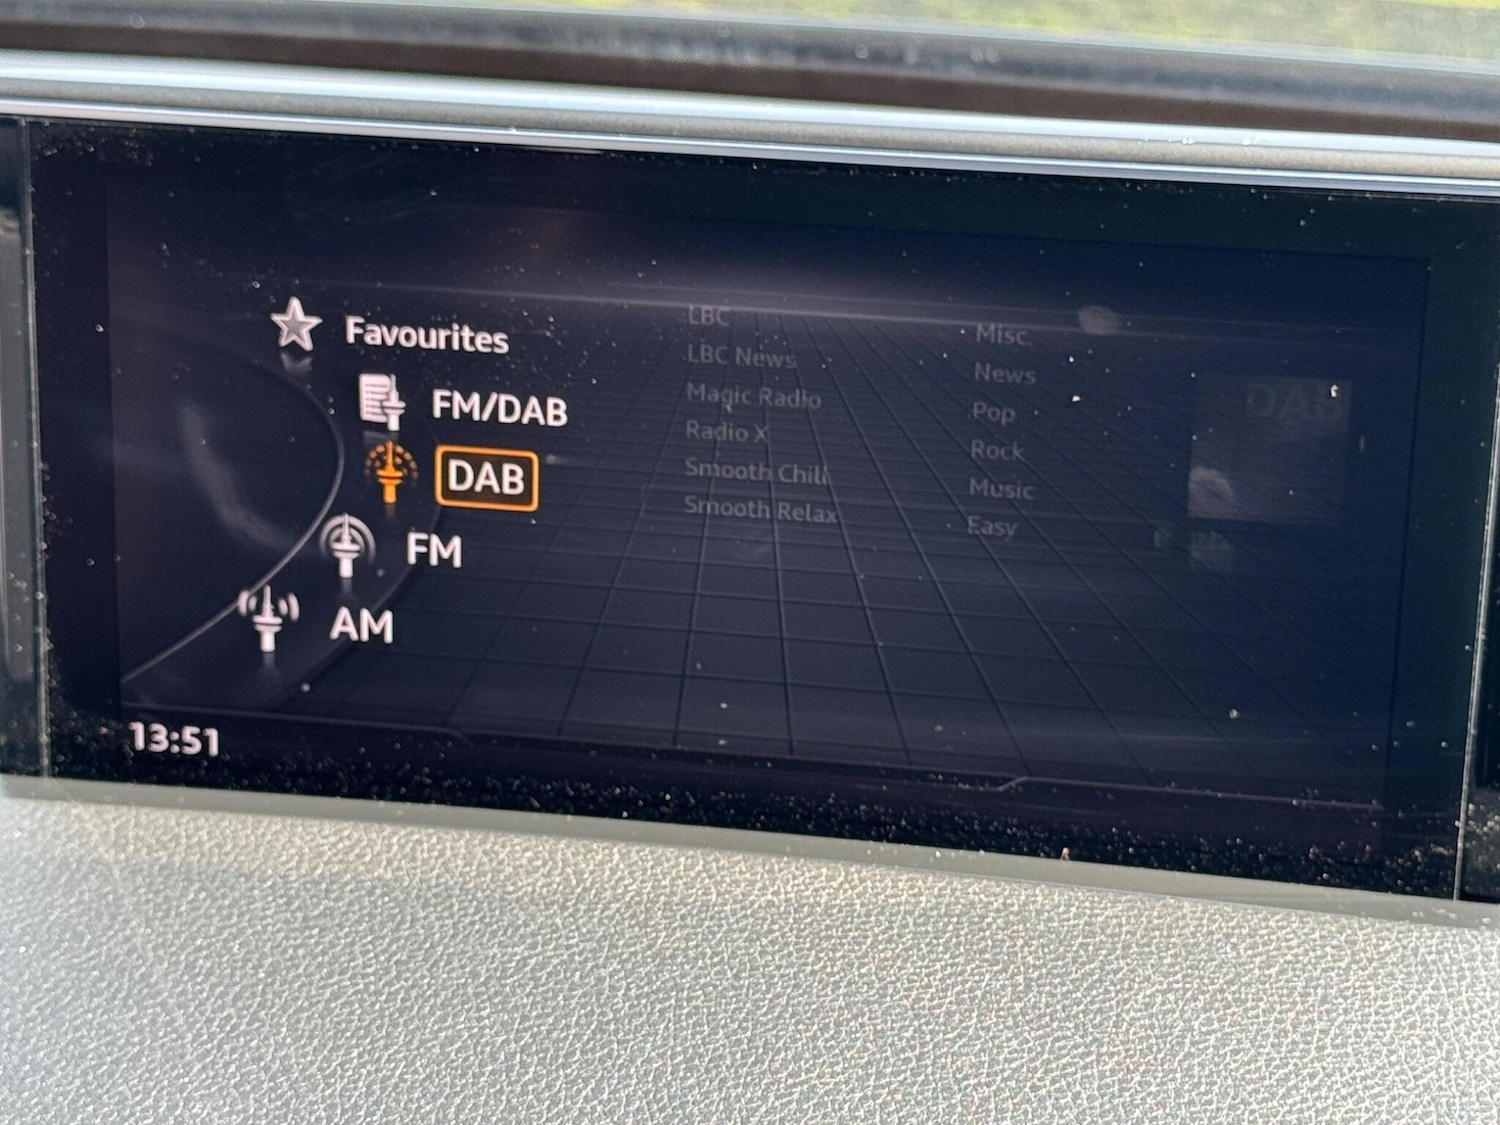 Favourites
FM/DAB
DAB
FM
AM
LBC
LBC News
Magic Radio
Radio X
Smooth Chill
Smooth Relax
Misc.
News
Pop
Rock
Music
Easy
DAB
13:51